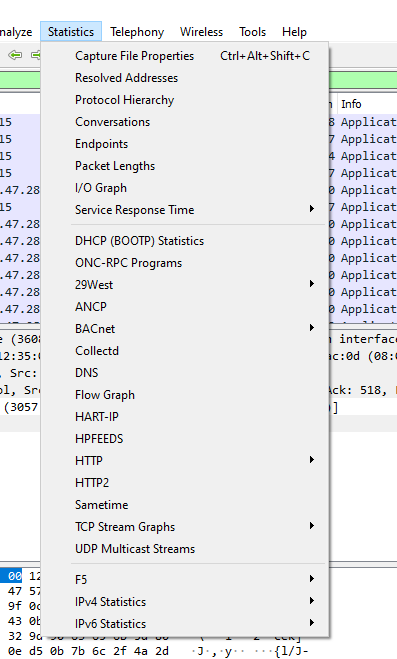 nalyze Statistics Telephony Wireless Tools Help
Capture File Properties Ctrl+Alt+Shift+C
Resolved Addresses
Protocol Hierarchy
Conversations
Endpoints
Packet Lengths
I/O Graph
Service Response Time
DHCP (BOOTP) Statistics
ONC-RPC Programs
29West
ANCP
BACnet
Collectd
DNS
Flow Graph
HART-IP
HPFEEDS
HTTP
HTTP2
Sametime
TCP Stream Graphs
UDP Multicast Streams
F5
IPv4 Statistics
IPv6 Statistics
Info
15 8 Applicat
15 7 Applicat
15 4 Applicat
15 7 Applicat
.47.28 0 Applicat
15 7 Applicat
.47.28 0 Applicat
.47.28 0 Applicat
.47.28 0 Applicat
.47.28 0 Applicat
.47.28 0 Applicat
e (3608 n interface
12:35:0 ac:0d (08:0
, Src:
ol, Src Ack: 518,
(3057 )]
00 12
47 57
9f 0c
43 0b
0e d5 0b 7b 6c 2f 4a 2d ·J·,y·· ···{l/J-